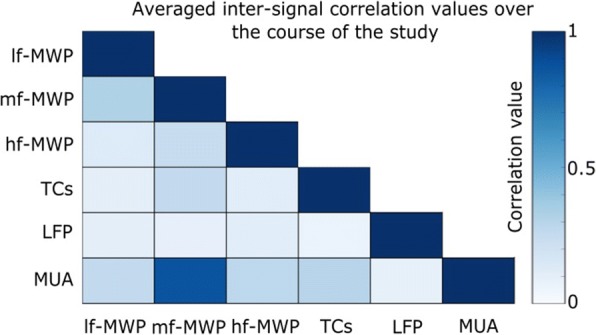 Averaged inter-signal correlation values over
the course of the study
lf-MWP
mf-MWP
hf-MWP
TCs
LFP
MUA
lf-MWP mf-MWP hf-MWP TCs LFP MUA
1
0.5
0
Correlation value